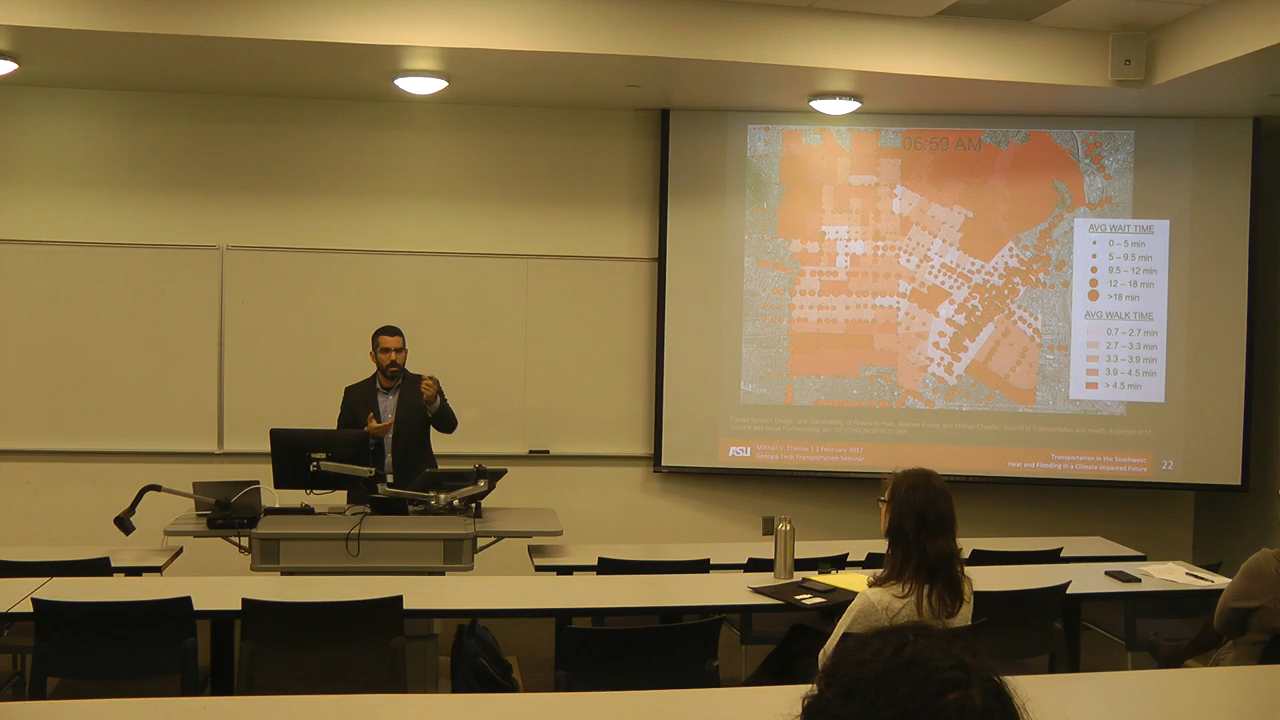 06:59 AM
AVG WAIT TIME
0 – 5 min
5 – 9.5 min
9.5 – 12 min
12 – 18 min
>18 min
AVG WALK TIME
0.7 – 2.7 min
2.7 – 3.3 min
3.3 – 3.9 min
3.9 – 4.5 min
> 4.5 min
ASU
Mikhail V. Chester | 2 February 2017
Georgia Tech Transportation Seminar
Transportation in the Southwest:
Heat and Flooding in a Climate Impacted Future
22